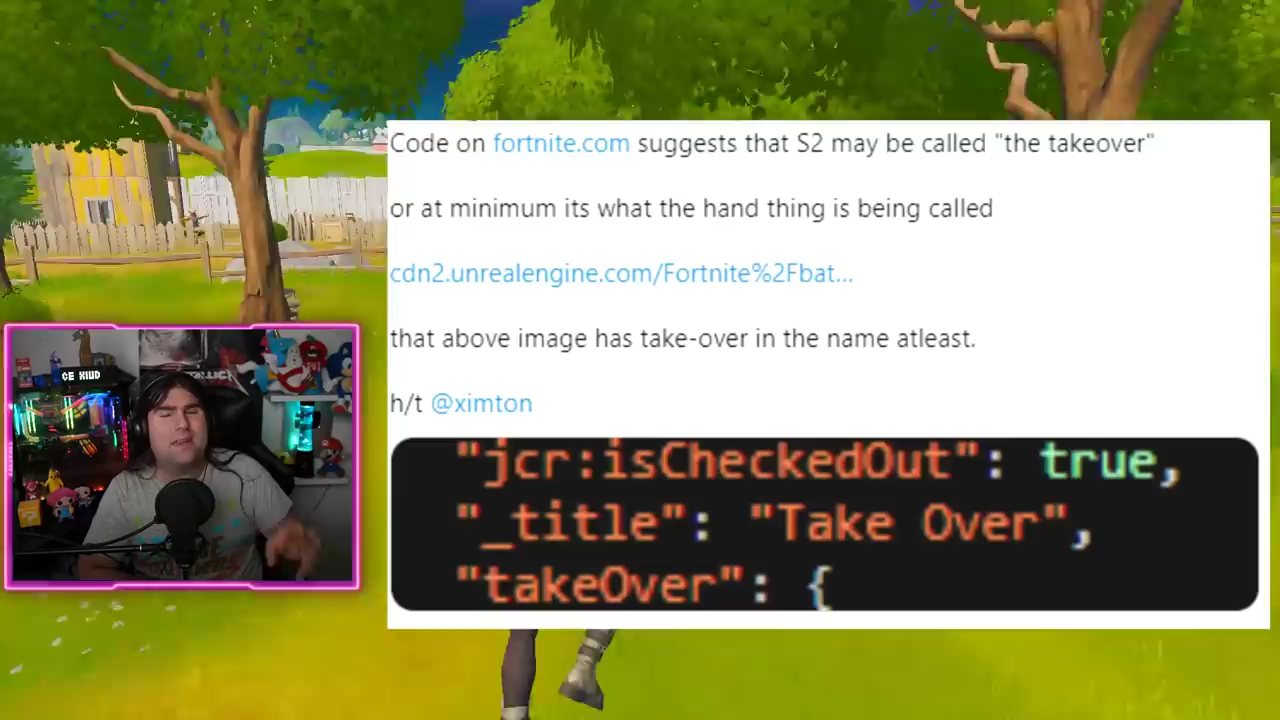 Code on fortnite.com suggests that S2 may be called "the takeover"
or at minimum its what the hand thing is being called
cdn2.unrealengine.com/Fortnite%2Fbat...
that above image has take-over in the name atleast.
h/t @ximton
"jcr:isCheckedOut": true,
"_title": "Take Over",
"takeOver": {